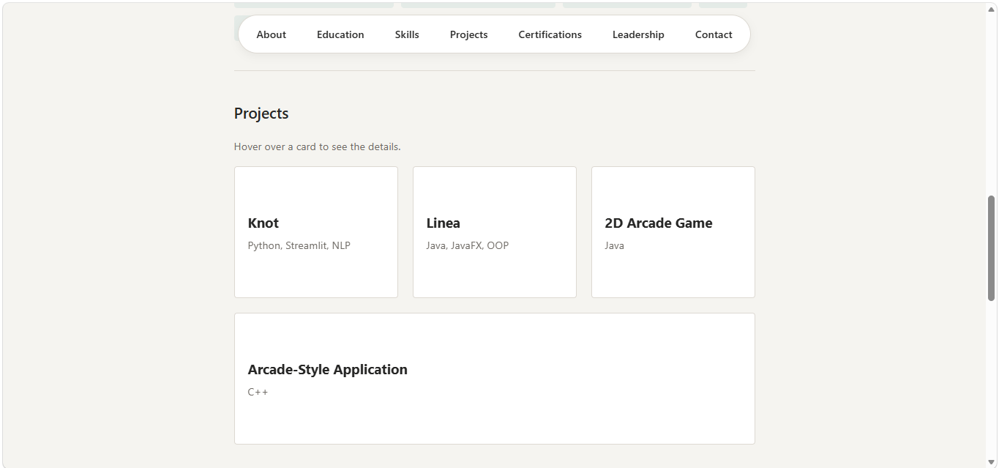 About Education Skills Projects Certifications Leadership Contact
Projects
Hover over a card to see the details.
Knot
Python, Streamlit, NLP
Linea
Java, JavaFX, OOP
2D Arcade Game
Java
Arcade-Style Application
C++